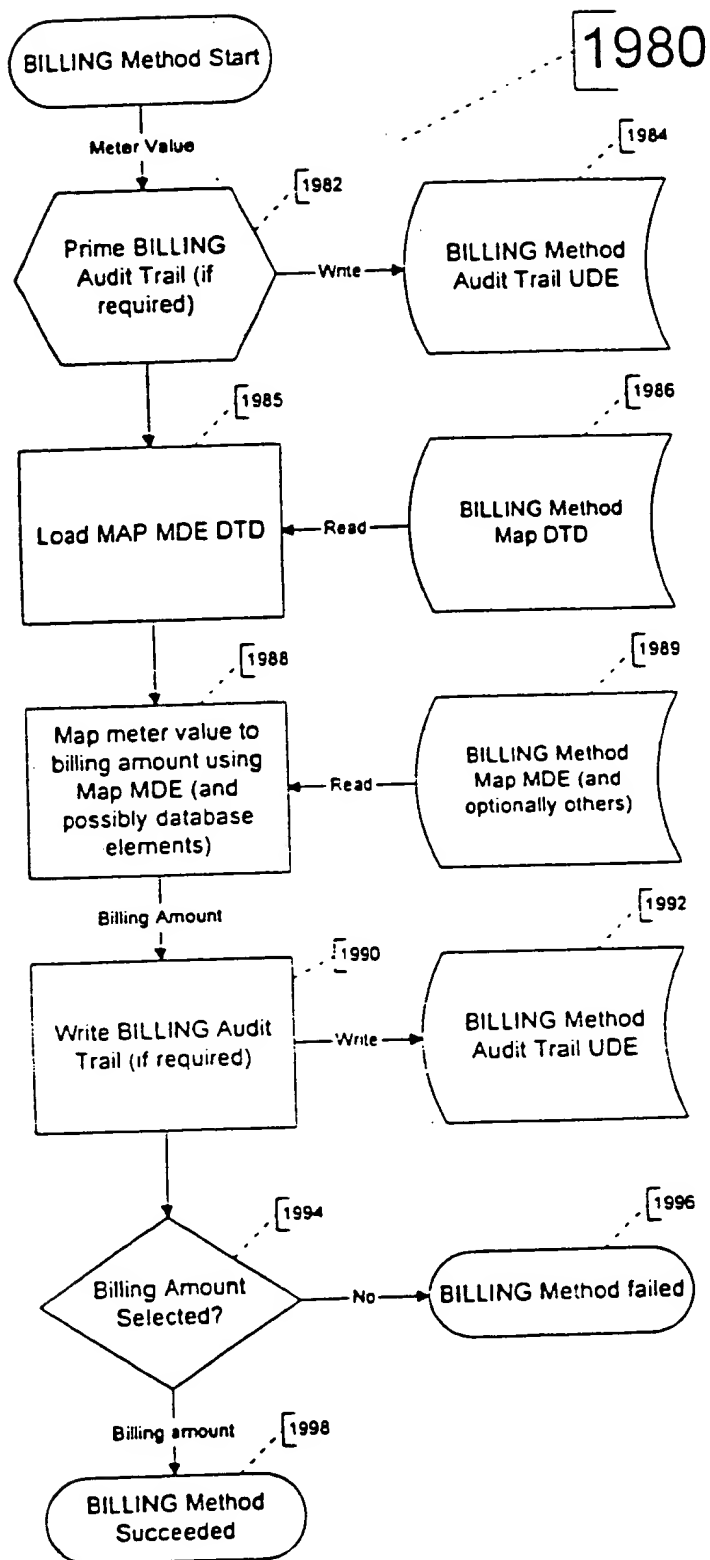 BILLING Method Start
1980
Meter Value
1982
1984
Prime BILLING
Audit Trail (if
required)
Write
BILLING Method
Audit Trail UDE
1985
1986
Load MAP MDE DTD
Read
BILLING Method
Map DTD
1988
1989
Map meter value to
billing amount using
Map MDE (and
possibly database
elements)
Read
BILLING Method
Map MDE (and
optionally others)
Billing Amount
1990
1992
Write BILLING Audit
Trail (if required)
Write
BILLING Method
Audit Trail UDE
1994
1996
Billing Amount
Selected?
No
BILLING Method failed
Billing amount
1998
BILLING Method
Succeeded